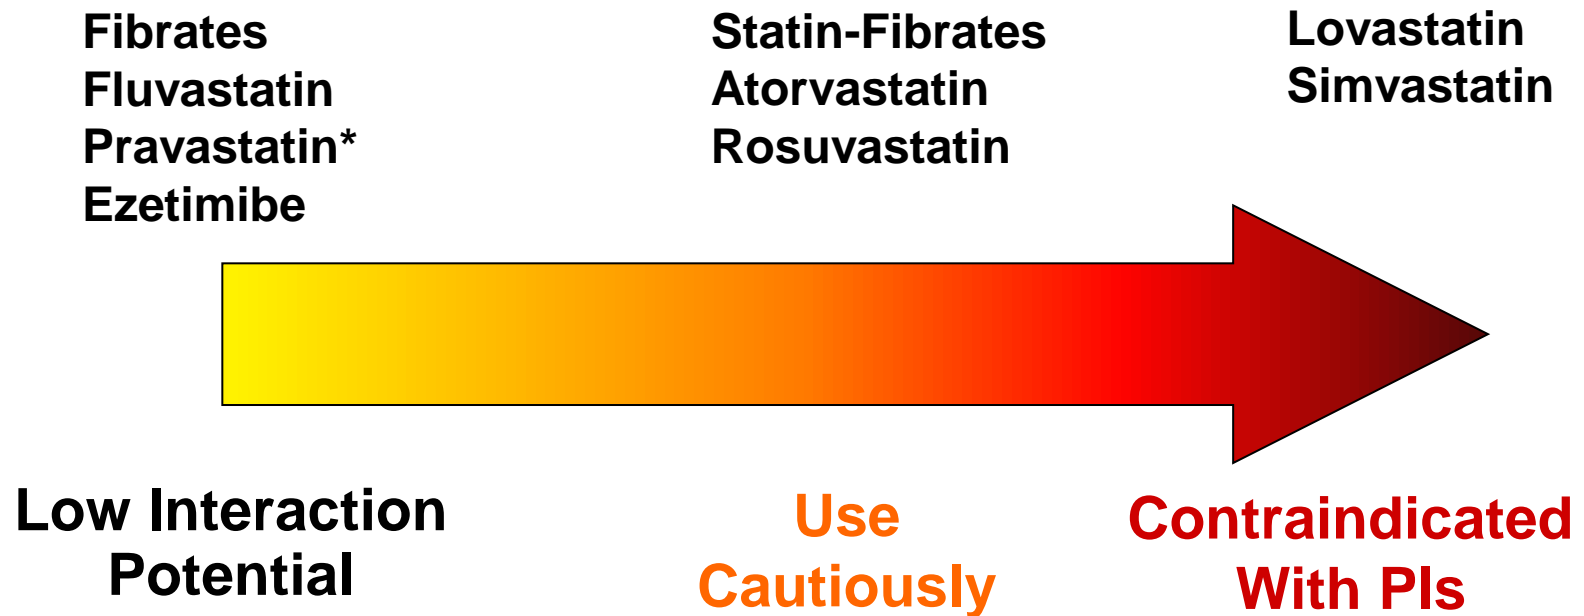 Fibrates
Fluvastatin
Pravastatin*
Ezetimibe
Statin-Fibrates
Atorvastatin
Rosuvastatin
Lovastatin
Simvastatin
Low Interaction
Potential
Use
Cautiously
Contraindicated
With PIs